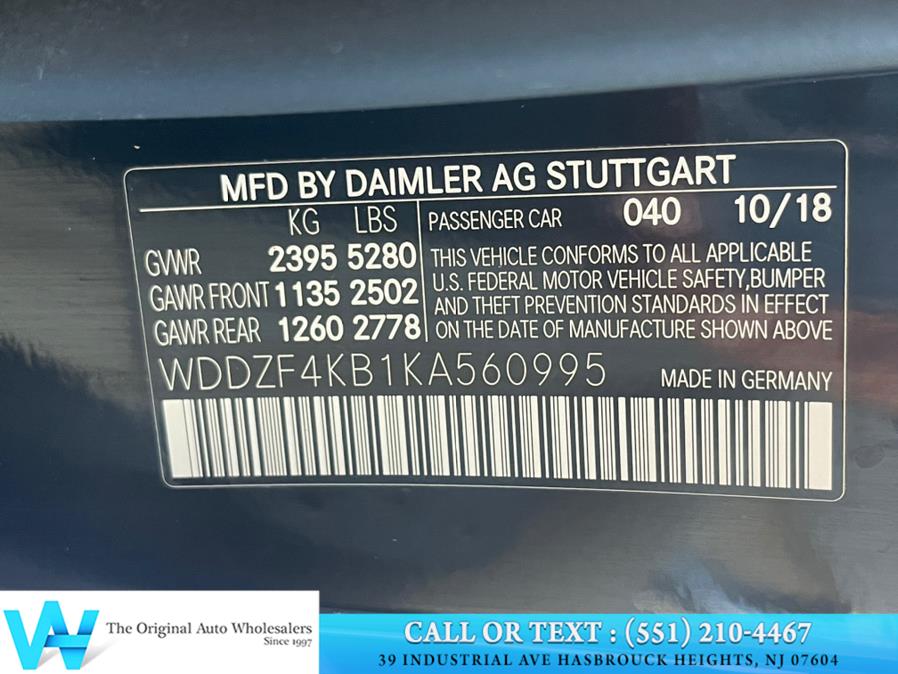 MFD BY DAIMLER AG STUTTGART
KG LBS
GVWR 2395 5280
GAWR FRONT 1135 2502
GAWR REAR 1260 2778
PASSENGER CAR 040 10/18
THIS VEHICLE CONFORMS TO ALL APPLICABLE
U.S. FEDERAL MOTOR VEHICLE SAFETY,BUMPER
AND THEFT PREVENTION STANDARDS IN EFFECT
ON THE DATE OF MANUFACTURE SHOWN ABOVE
WDDZF4KB1KA560995 MADE IN GERMANY
The Original Auto Wholesalers
Since 1997
CALL OR TEXT : (551) 210-4467
39 INDUSTRIAL AVE HASBROUCK HEIGHTS, NJ 07604